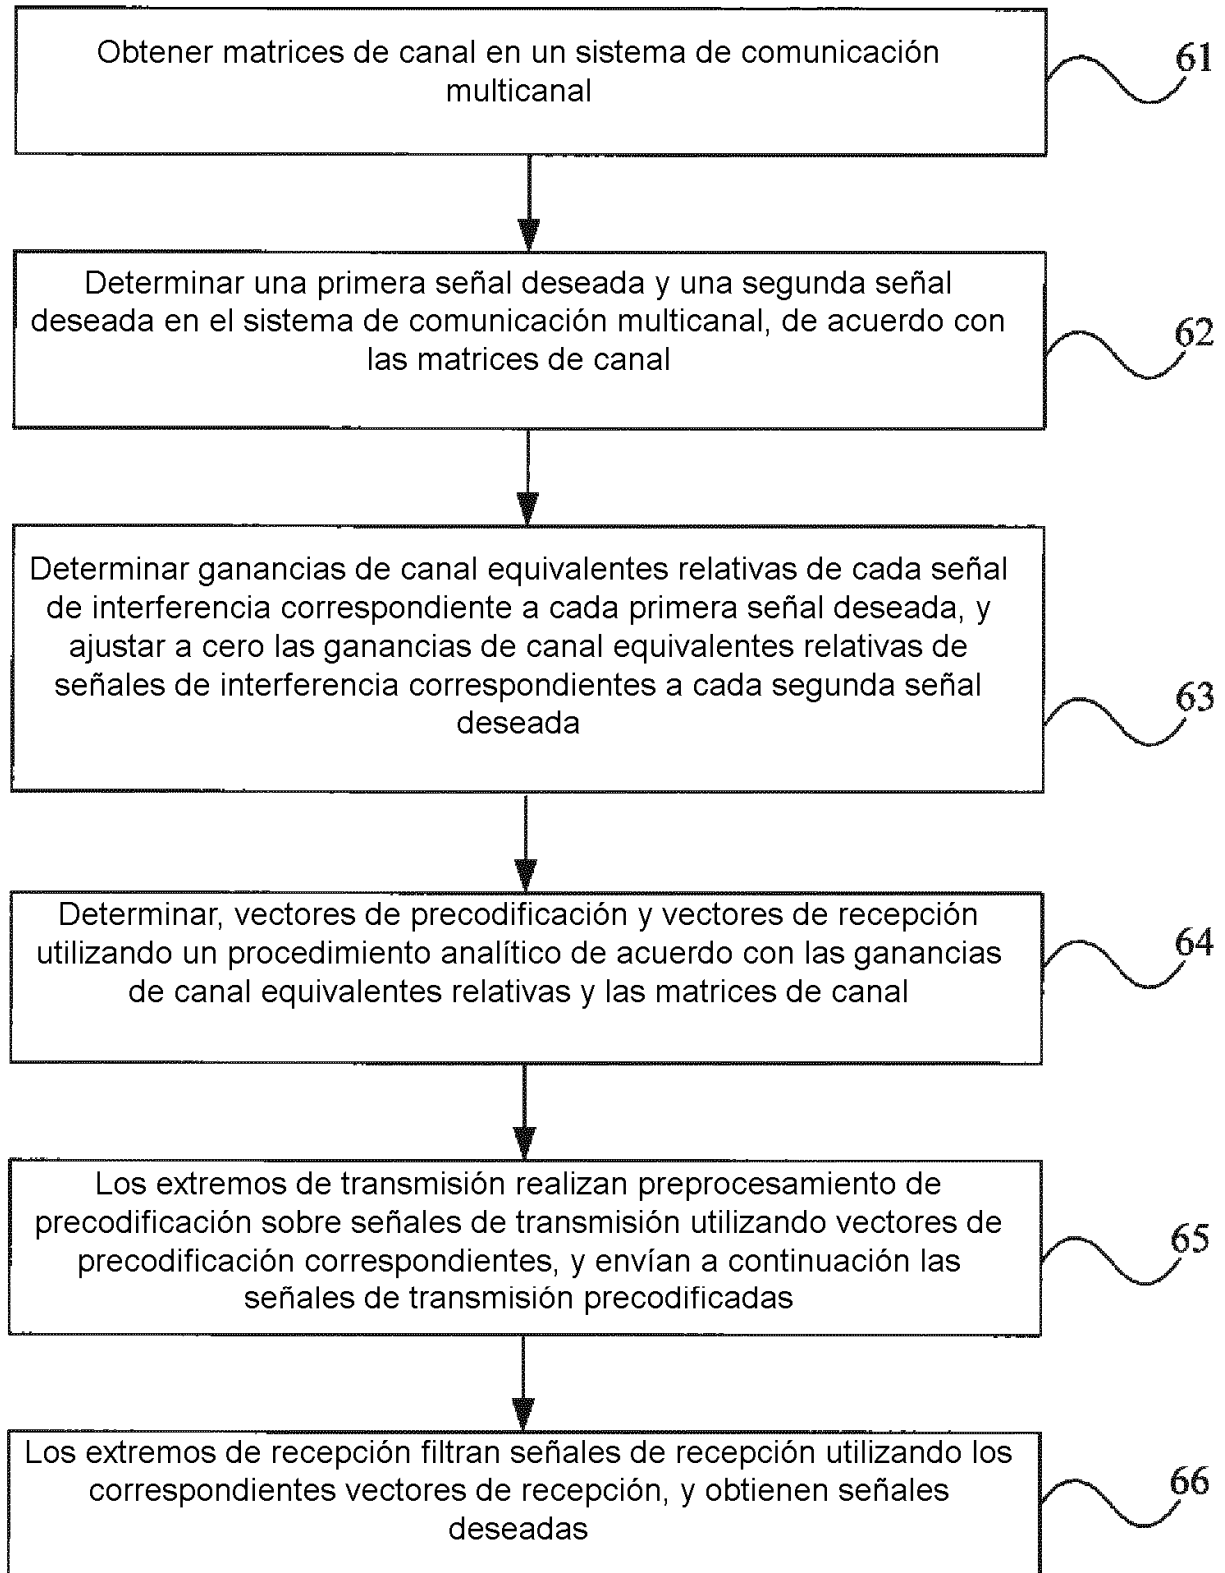 Obtener matrices de canal en un sistema de comunicación
multicanal
61
Determinar una primera señal deseada y una segunda señal
deseada en el sistema de comunicación multicanal, de acuerdo con
las matrices de canal
62
Determinar ganancias de canal equivalentes relativas de cada señal
de interferencia correspondiente a cada primera señal deseada, y
ajustar a cero las ganancias de canal equivalentes relativas de
señales de interferencia correspondientes a cada segunda señal
deseada
63
Determinar, vectores de precodificación y vectores de recepción
utilizando un procedimiento analítico de acuerdo con las ganancias
de canal equivalentes relativas y las matrices de canal
64
Los extremos de transmisión realizan preprocesamiento de
precodificación sobre señales de transmisión utilizando vectores de
precodificación correspondientes, y envían a continuación las
señales de transmisión precodificadas
65
Los extremos de recepción filtran señales de recepción utilizando los
correspondientes vectores de recepción, y obtienen señales
deseadas
66